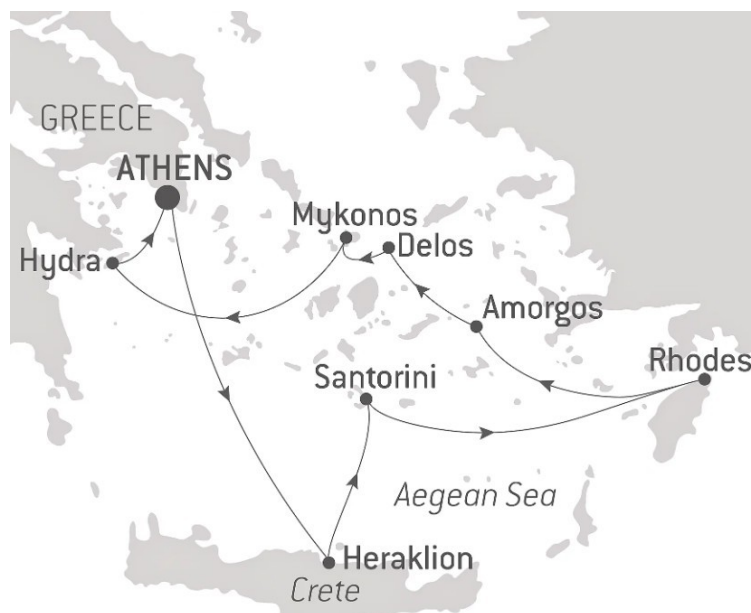 GREECE
ATHENS
Mykonos
Delos
Hydra
Amorgos
Rhodes
Santorini
Aegean Sea
Heraklion
Crete